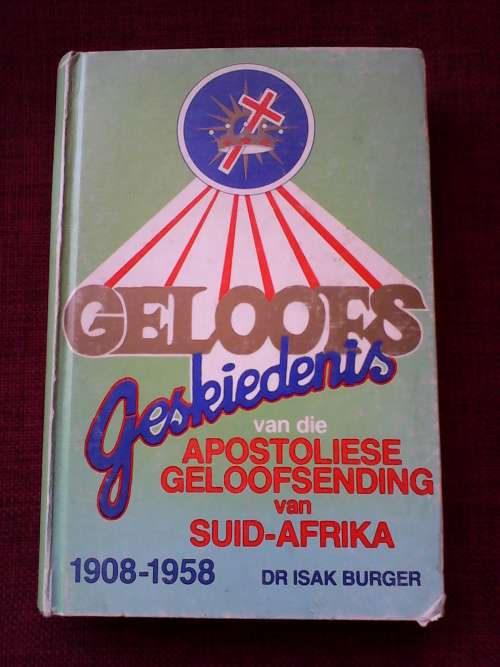 GELOOFS
Geskiedenis
van die
APOSTOLIESE
GELOOFSENDING
van
SUID-AFRIKA
1908-1958 DR ISAK BURGER